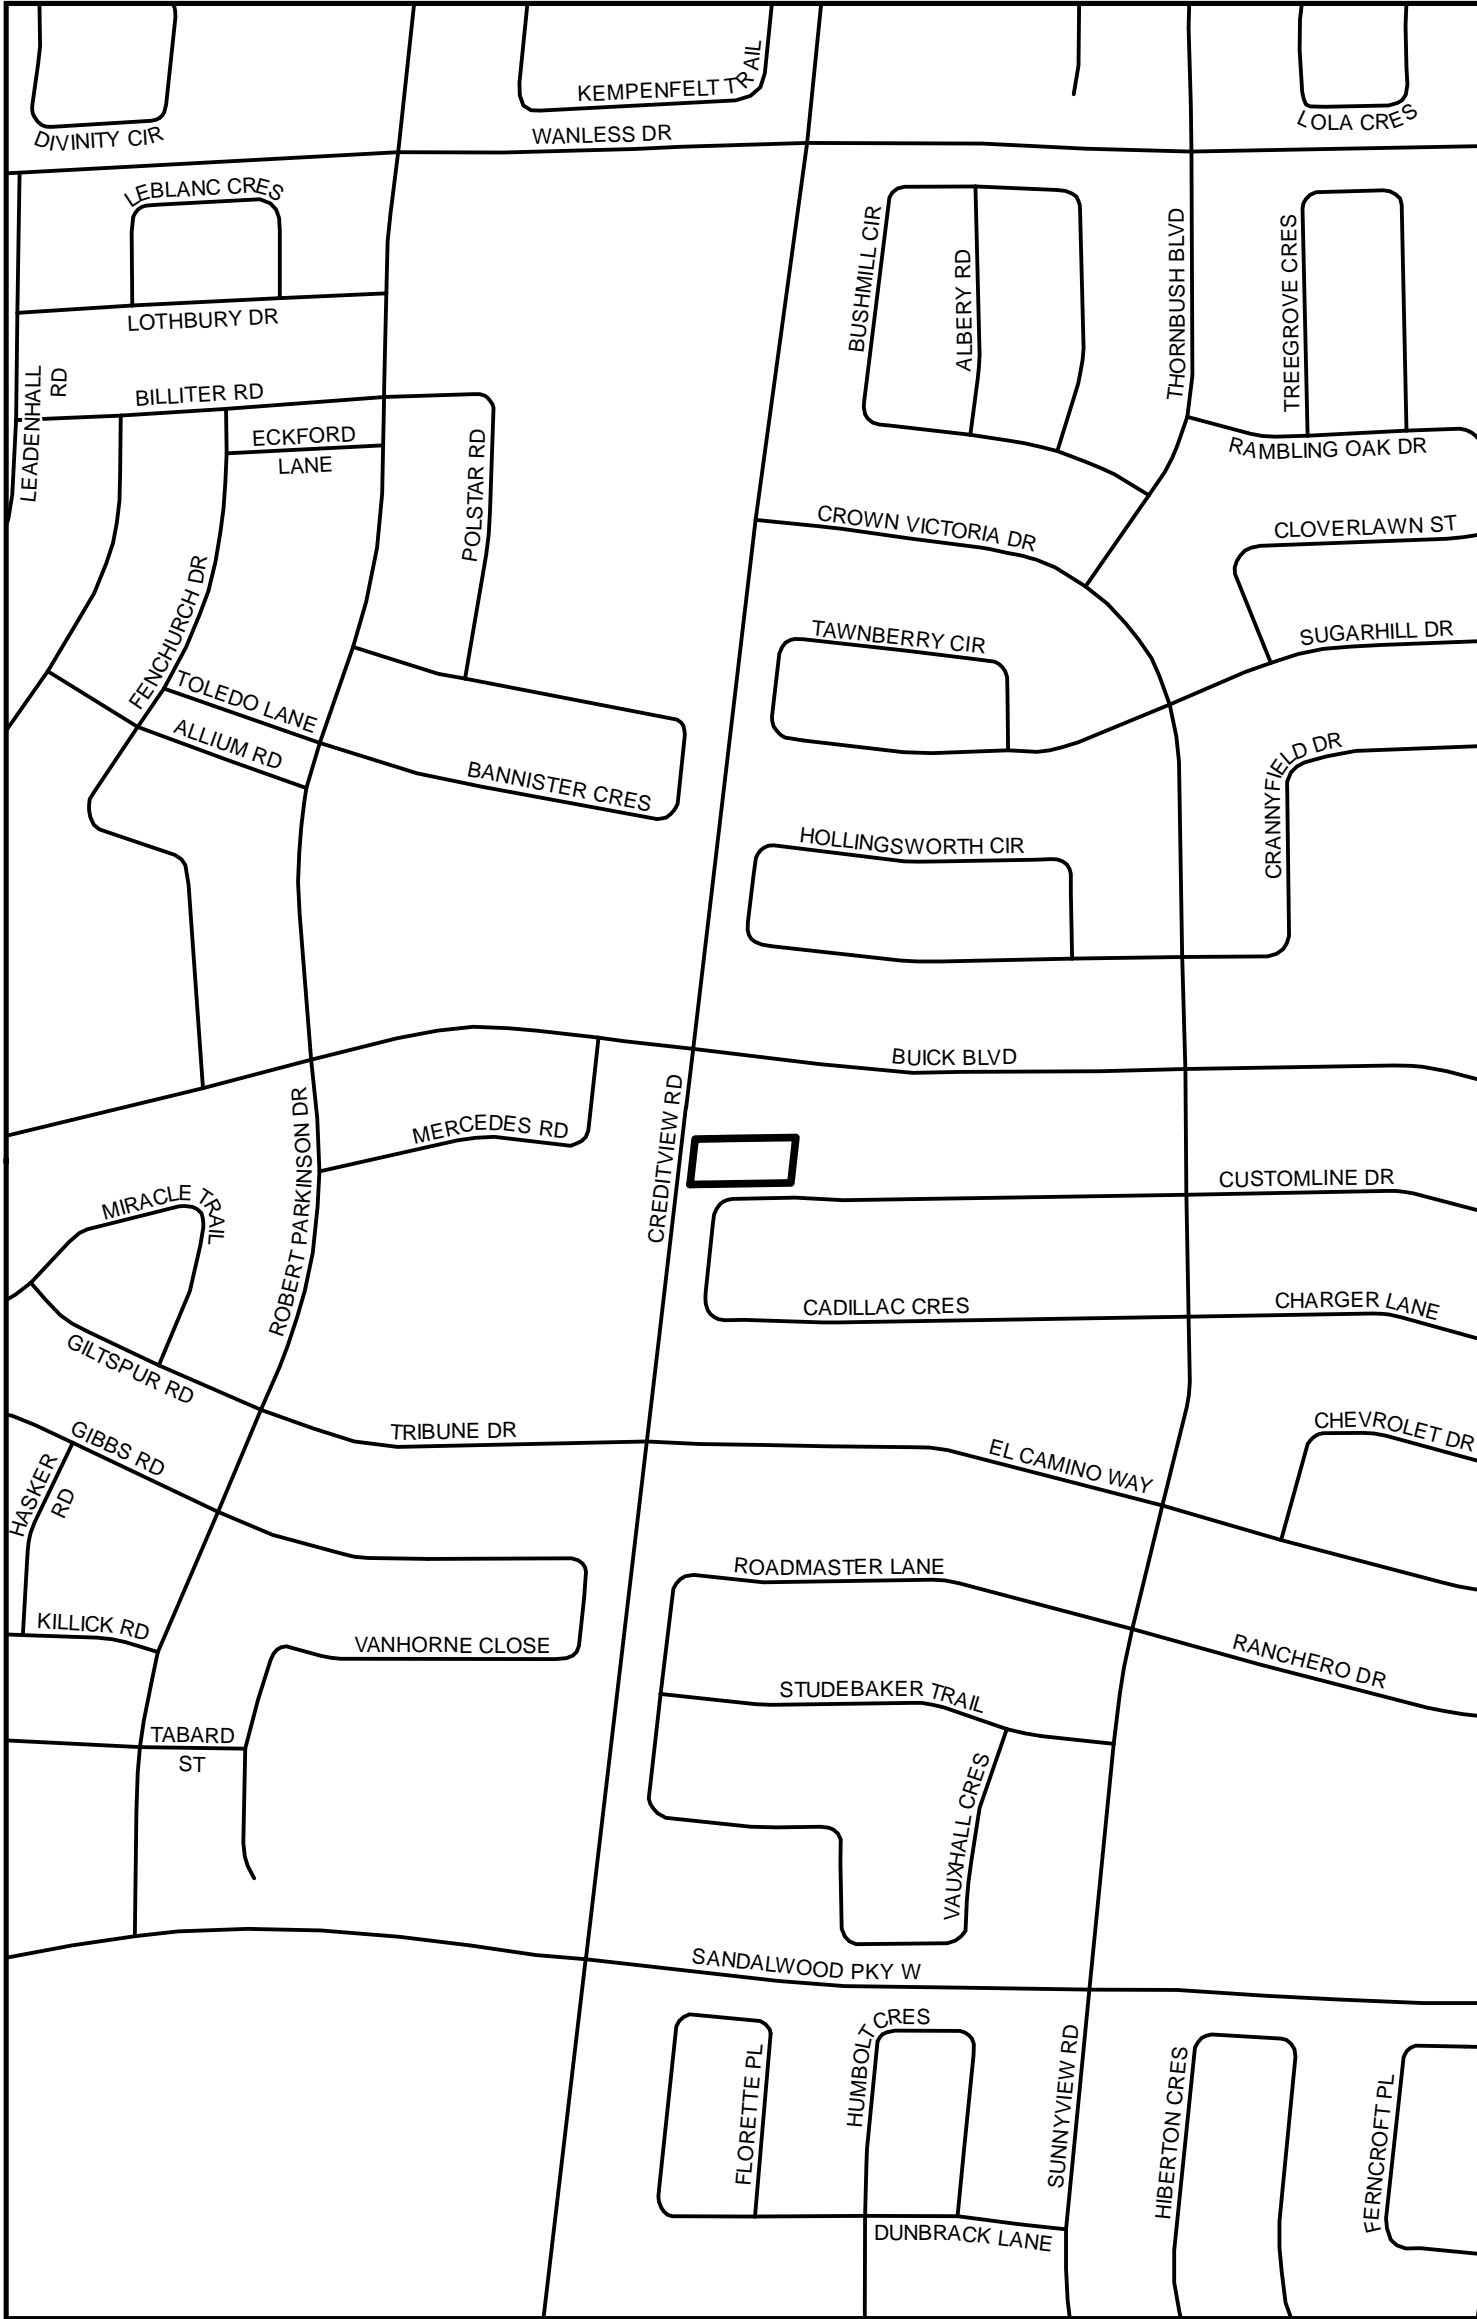 KEMPENFELT TRAIL
DIVINITY CIR
WANLESS DR
LOLA CRES
LEBLANC CRES
BUSHMILL CIR
ALBERY RD
THORNBUSH BLVD
TREEGROVE CRES
LOTHBURY DR
LEADENHALL
RD
BILLITER RD
ECKFORD
LANE
POLSTAR RD
RAMBLING OAK DR
CROWN VICTORIA DR
CLOVERLAWN ST
FENCHURCH DR
TAWNBERRY CIR
SUGARHILL DR
TOLEDO LANE
ALLIUM RD
BANNISTER CRES
CRANNYFIELD DR
HOLLINGSWORTH CIR
BUICK BLVD
ROBERT PARKINSON DR
MERCEDES RD
CREDITVIEW RD
CUSTOMLINE DR
MIRACLE TRAIL
CADILLAC CRES
CHARGER LANE
GILTSPUR RD
GIBBS RD
TRIBUNE DR
CHEVROLET DR
EL CAMINO WAY
HASKER
RD
ROADMASTER LANE
KILLICK RD
VANHORNE CLOSE
RANCHERO DR
STUDEBAKER TRAIL
TABARD
ST
VAUXHALL CRES
SANDALWOOD PKY W
HUMBOLT CRES
FLORETTE PL
SUNNYVIEW RD
HIBERTON CRES
FERNCROFT PL
DUNBRACK LANE